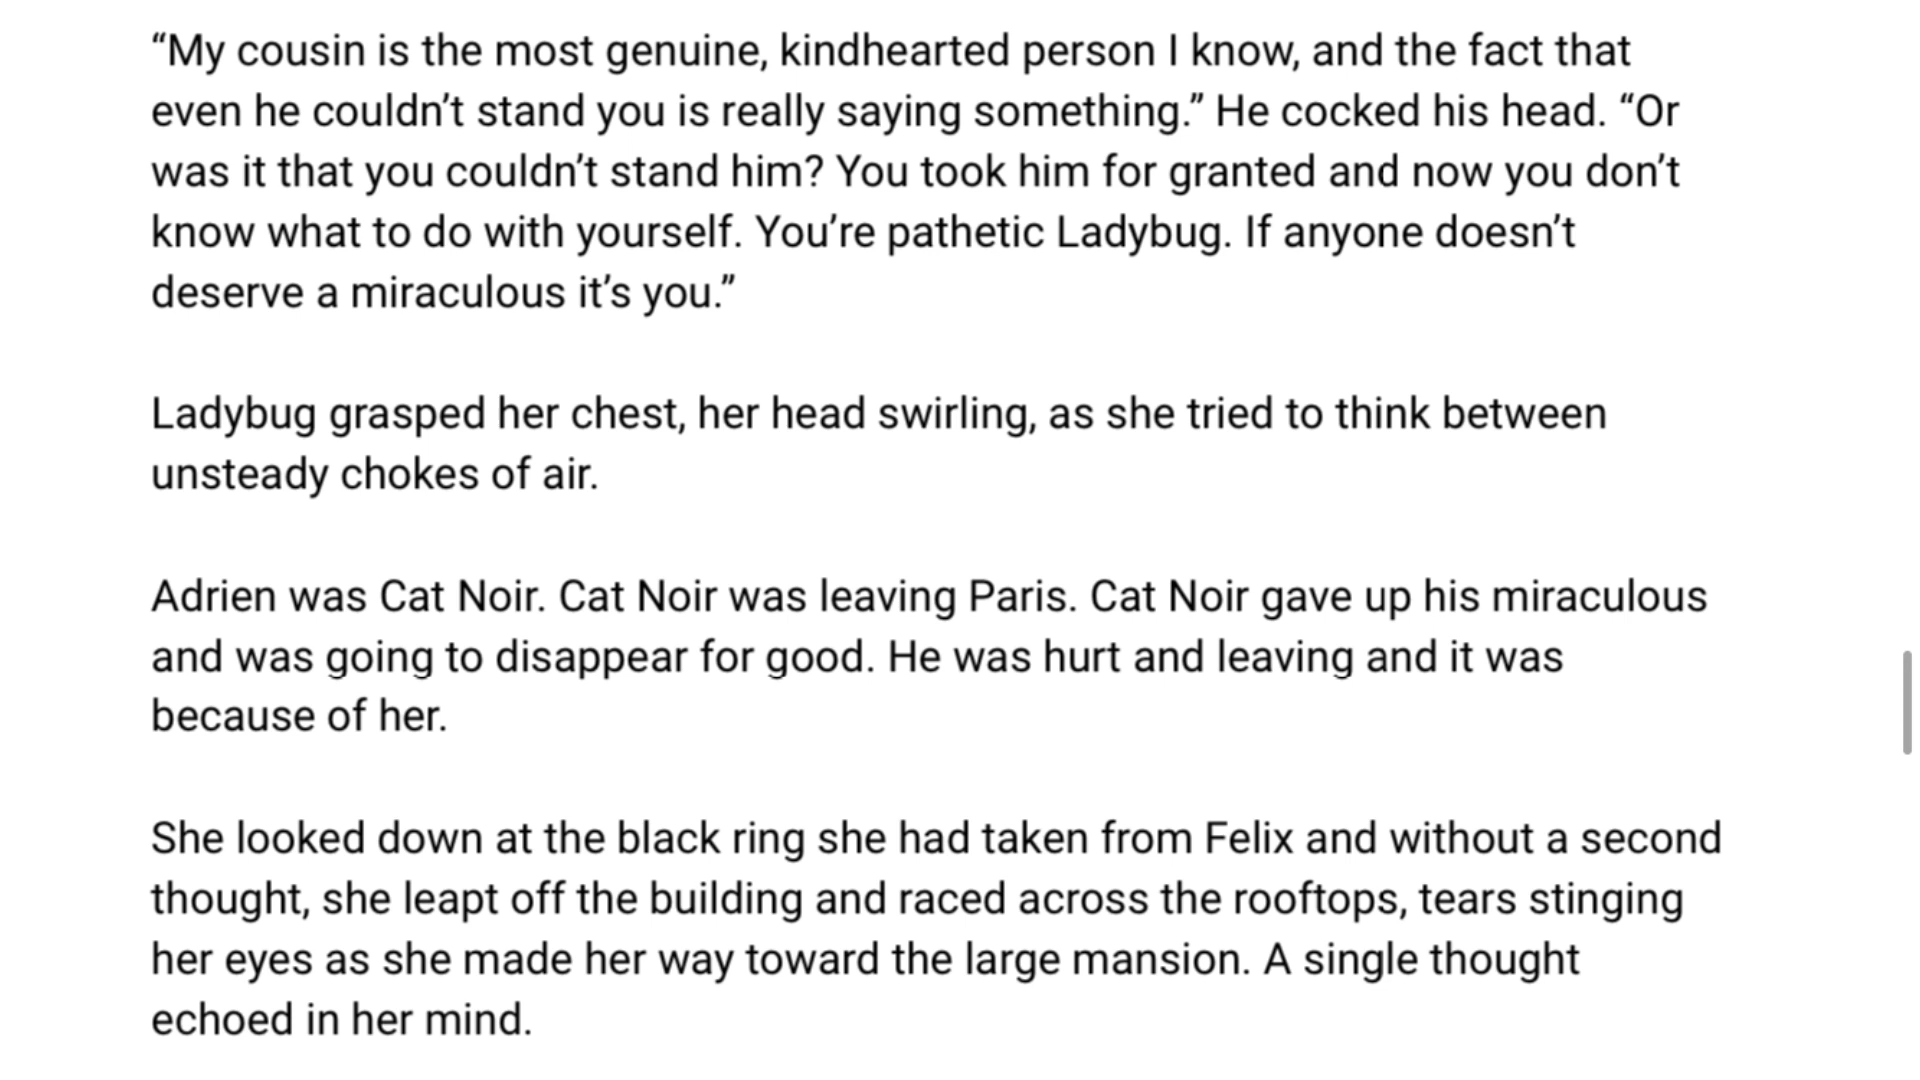 “My cousin is the most genuine, kindhearted person I know, and the fact that
even he couldn’t stand you is really saying something.” He cocked his head. “Or
was it that you couldn’t stand him? You took him for granted and now you don’t
know what to do with yourself. You’re pathetic Ladybug. If anyone doesn’t
deserve a miraculous it’s you.”
Ladybug grasped her chest, her head swirling, as she tried to think between
unsteady chokes of air.
Adrien was Cat Noir. Cat Noir was leaving Paris. Cat Noir gave up his miraculous
and was going to disappear for good. He was hurt and leaving and it was
because of her.
She looked down at the black ring she had taken from Felix and without a second
thought, she leapt off the building and raced across the rooftops, tears stinging
her eyes as she made her way toward the large mansion. A single thought
echoed in her mind.